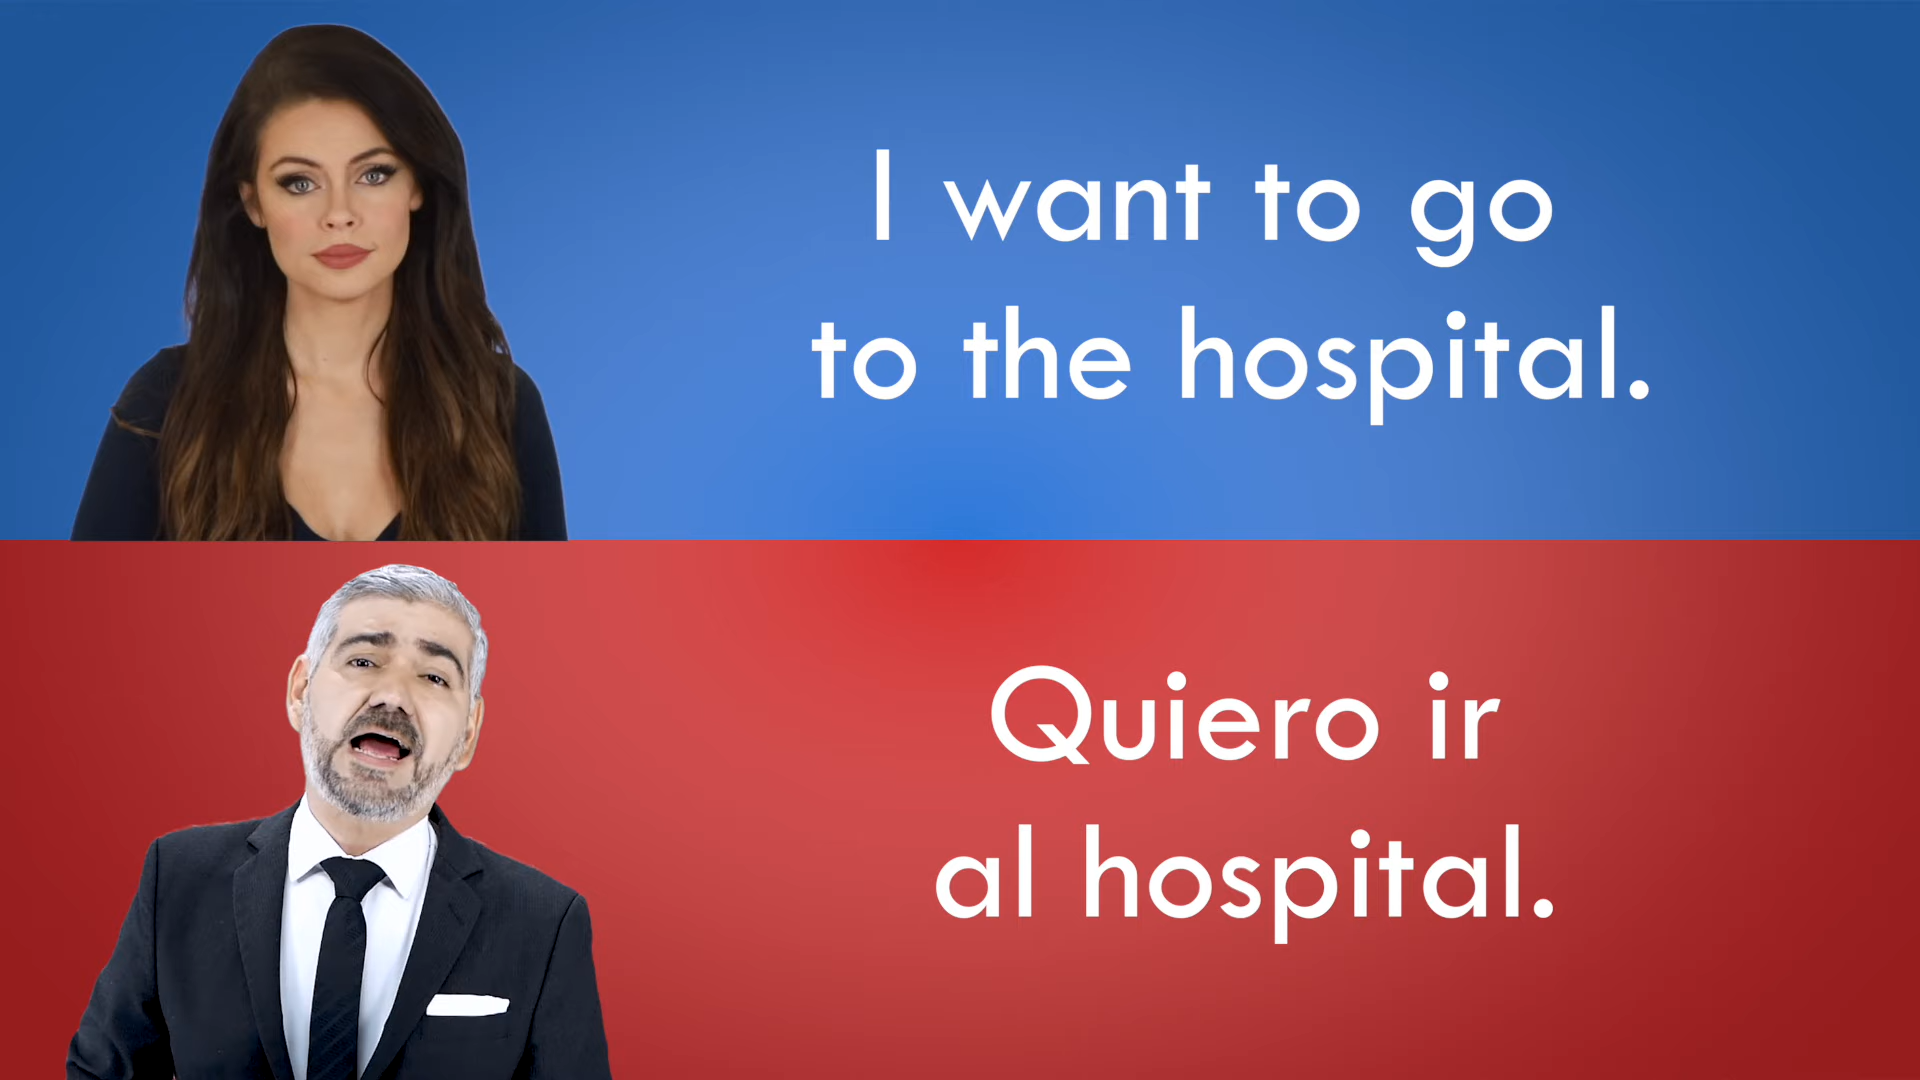 I want to go
to the hospital.
Quiero ir
al hospital.